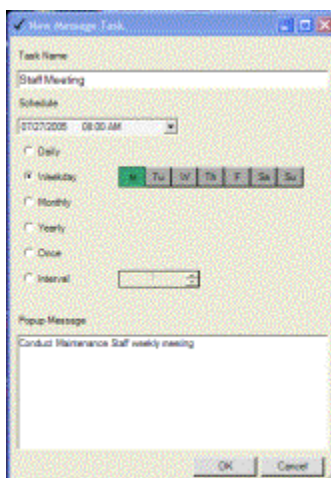 New Message Task
Task Name
Staff Meeting
Schedule
07/27/2005 08:00 AM
Daily
Weekday M Tu W Th F Sa Su
Monthly
Yearly
Once
Interval
Popup Message
Conduct Maintenance Staff weekly meeting
OK Cancel